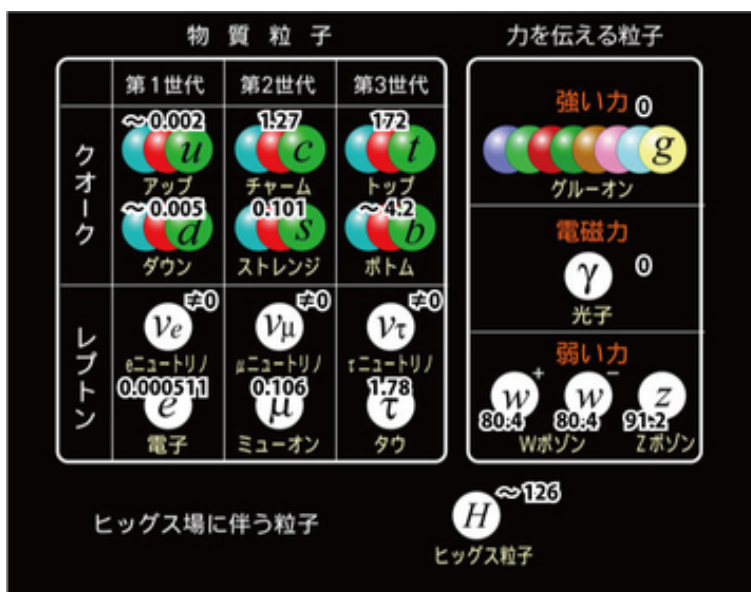 物質粒子
力を伝える粒子
第1世代 第2世代 第3世代
クオーク
～0.002 1.27 172
u c t
アップ チャーム トップ
～0.005 0.101 ～4.2
d s b
ダウン ストレンジ ボトム
レプトン
≠0 ≠0 ≠0
νe νμ ντ
eニュートリノ μニュートリノ τニュートリノ
0.000511 0.106 1.78
e μ τ
電子 ミューオン タウ
強い力 0
g
グルーオン
電磁力
γ 0
光子
弱い力
w+ w− z
80.4 80.4 91.2
Wボゾン Zボゾン
ヒッグス場に伴う粒子
H ～126
ヒッグス粒子